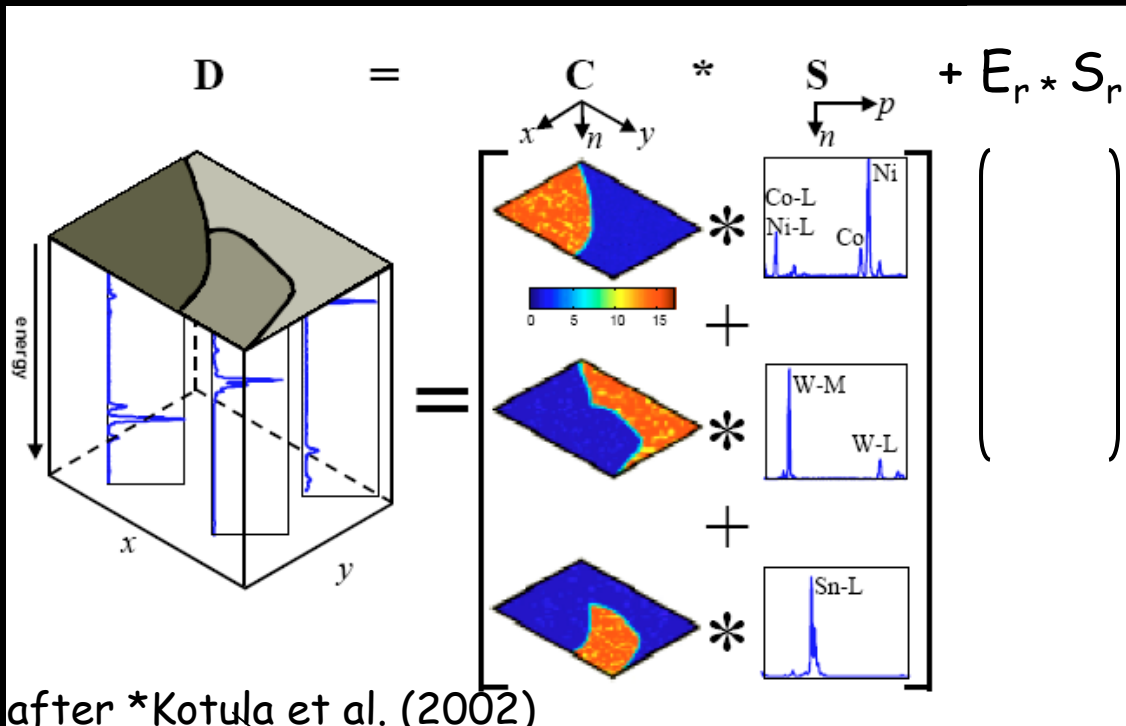 D = C * S + Er * Sr
x n y
p
n
Co-L
Ni-L
Co
Ni
0 5 10 15
+
energy
=
*
W-M
W-L
*
+
x
y
Sn-L
*
after *Kotula et al. (2002)